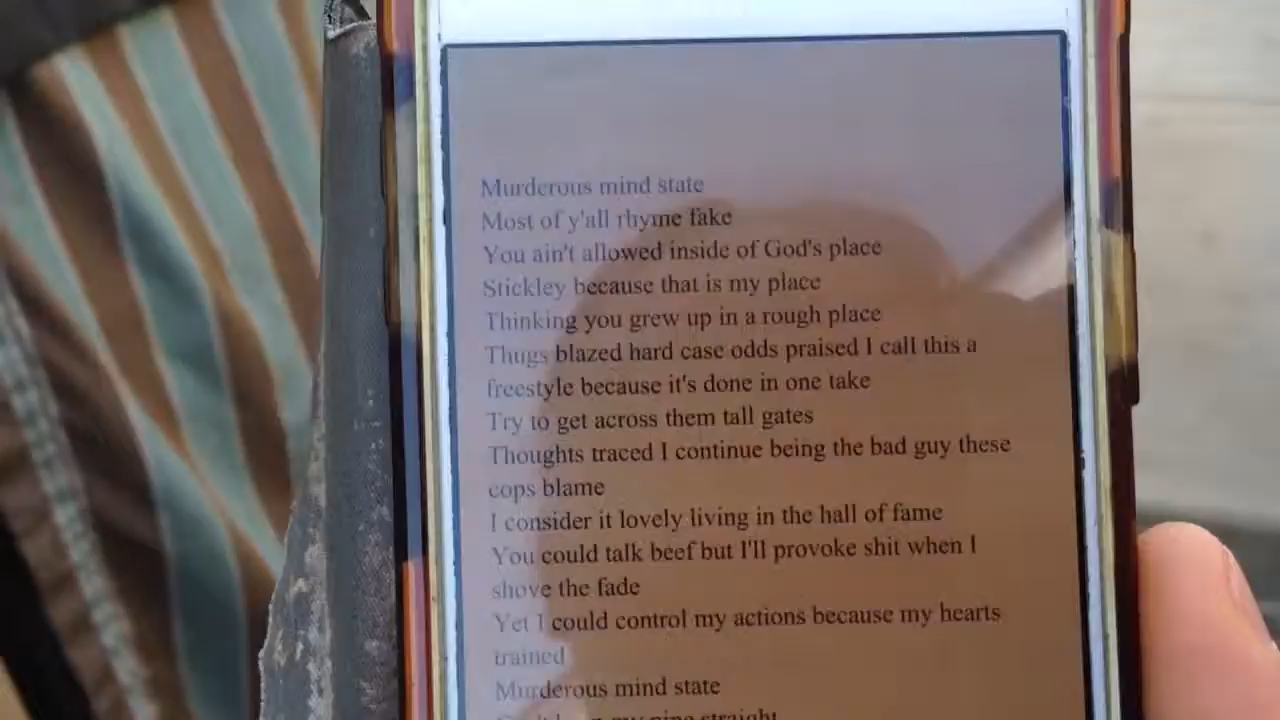 Murderous mind state
Most of y'all rhyme fake
You ain't allowed inside of God's place
Stickley because that is my place
Thinking you grew up in a rough place
Thugs blazed hard case odds praised I call this a
freestyle because it's done in one take
Try to get across them tall gates
Thoughts traced I continue being the bad guy these
cops blame
I consider it lovely living in the hall of fame
You could talk beef but I'll provoke shit when I
shove the fade
Yet I could control my actions because my hearts
trained
Murderous mind state
my nine straight